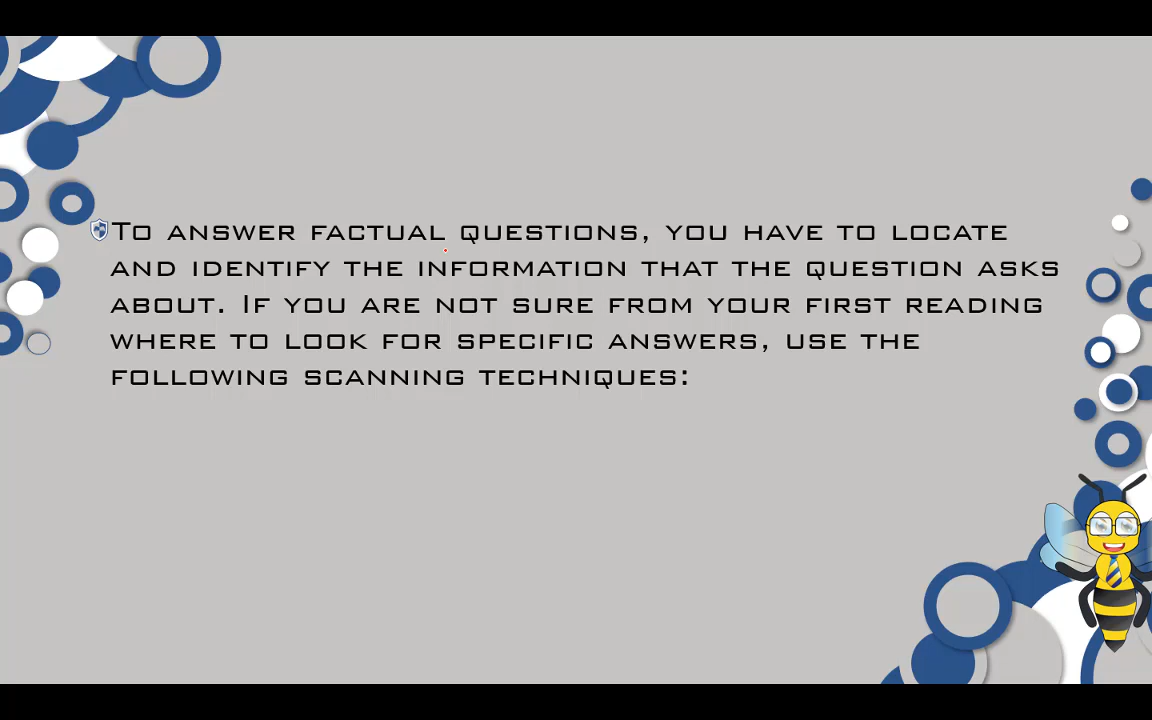 To answer factual questions, you have to locate
and identify the information that the question asks
about. If you are not sure from your first reading
where to look for specific answers, use the
following scanning techniques: